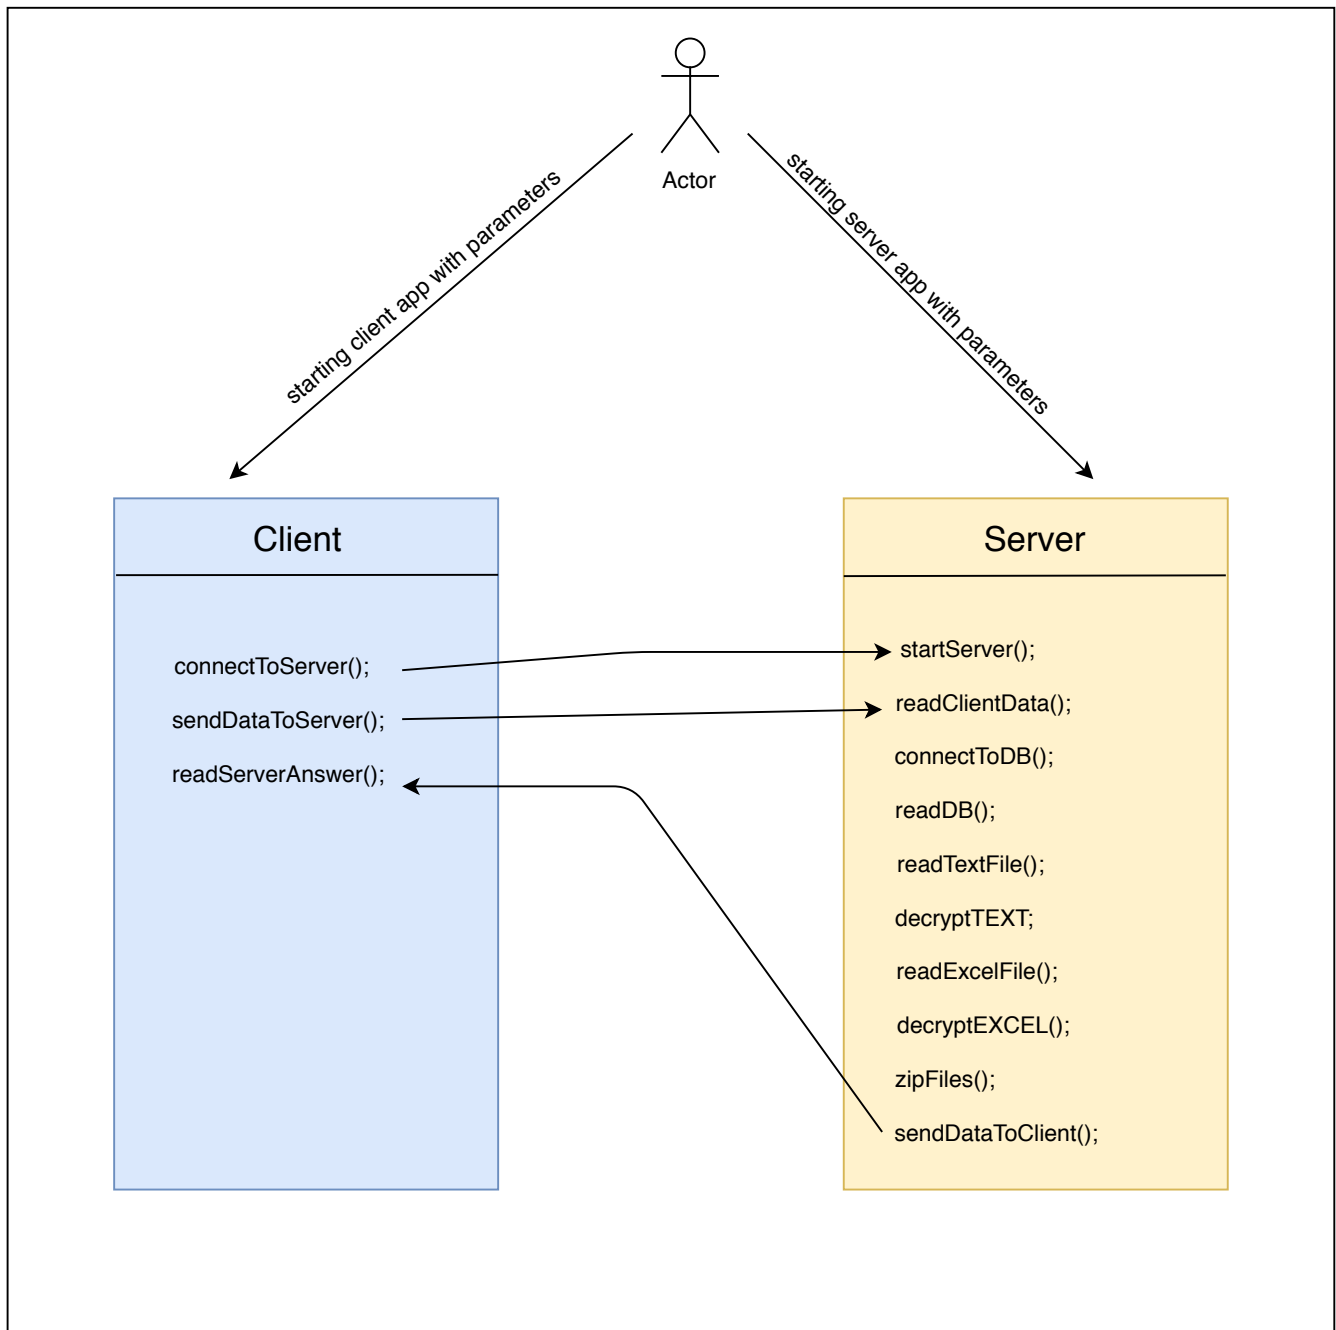 Actor
starting client app with parameters
starting server app with parameters
Client
connectToServer();
sendDataToServer();
readServerAnswer();
Server
startServer();
readClientData();
connectToDB();
readDB();
readTextFile();
decryptTEXT;
readExcelFile();
decryptEXCEL();
zipFiles();
sendDataToClient();